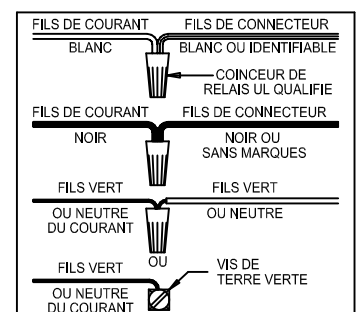 FILS DE COURANT FILS DE CONNECTEUR
BLANC BLANC OU IDENTIFIABLE
COINCEUR DE
RELAIS UL QUALIFIE
FILS DE COURANT FILS DE CONNECTEUR
NOIR NOIR OU
SANS MARQUES
FILS VERT FILS VERT
OU NEUTRE OU NEUTRE
DU COURANT
OU
FILS VERT VIS DE
TERRE VERTE
OU NEUTRE
DU COURANT